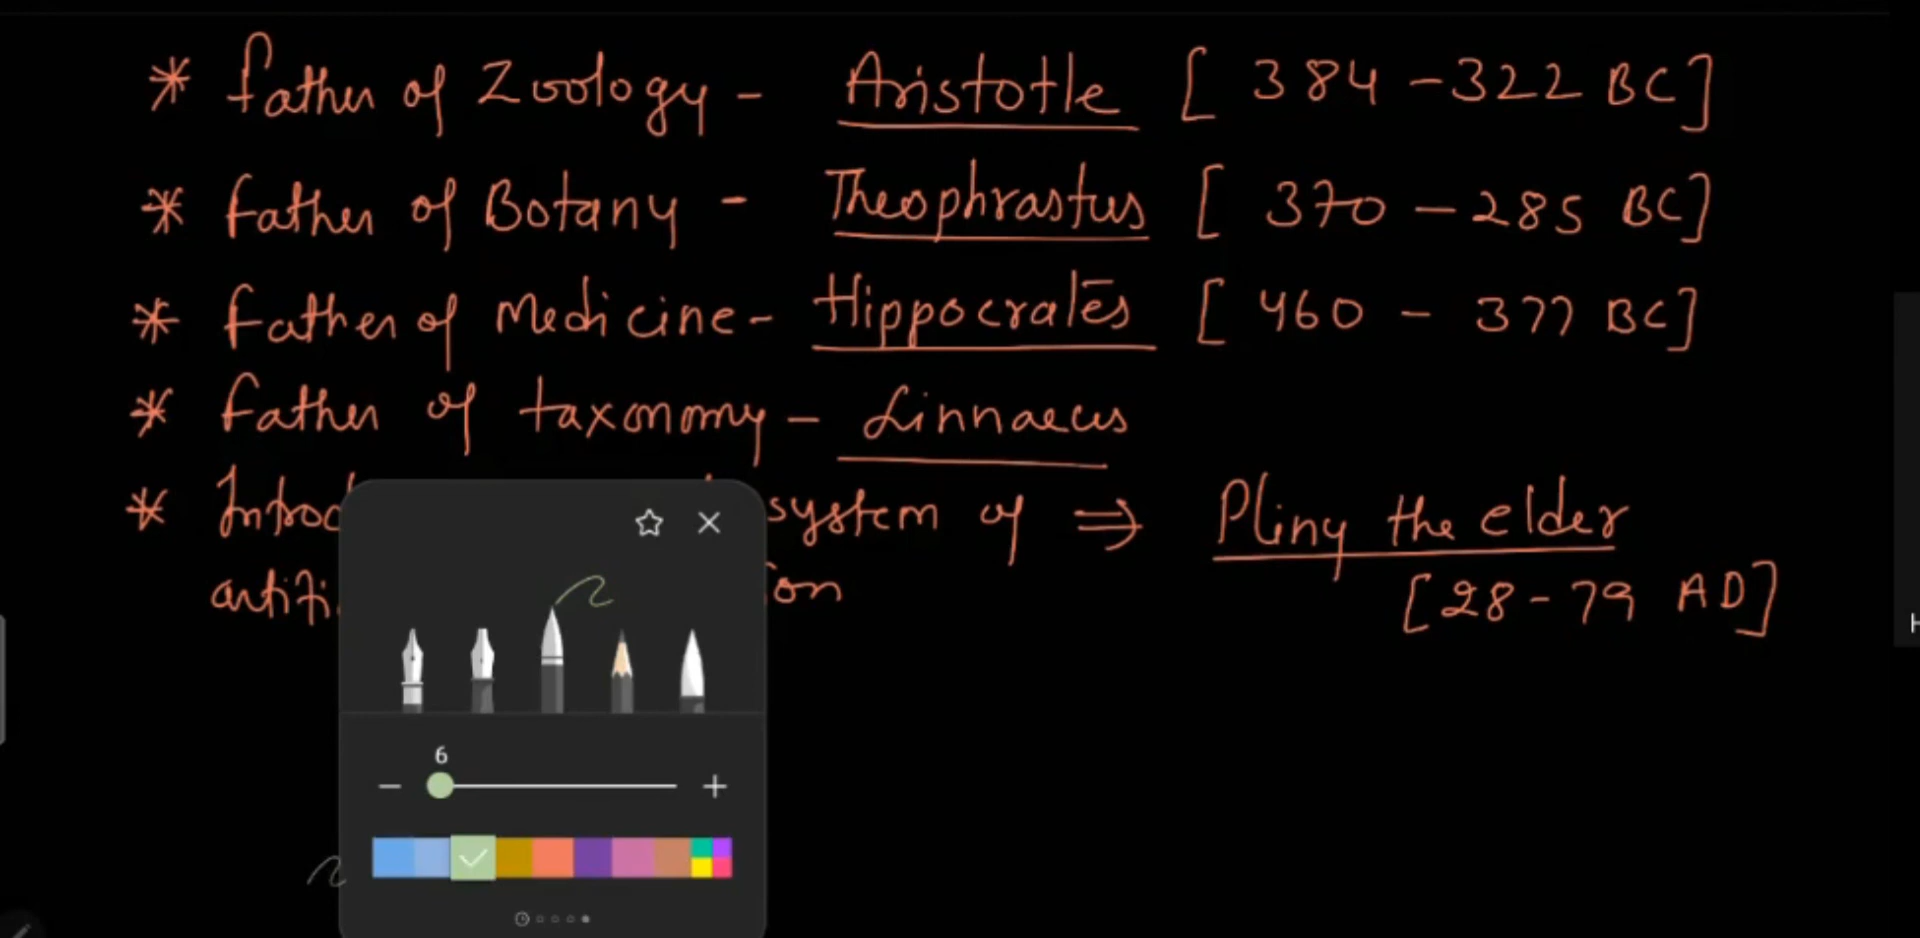 * Father of Zoology - Aristotle [ 384 - 322 BC]
* Father of Botany - Theophrastus [ 370 - 285 BC]
* Father of Medicine - Hippocrates [ 460 - 377 BC]
* Father of taxonomy - Linnaeus
* system of ⇒ Pliny the elder
[28 - 79 AD]
6